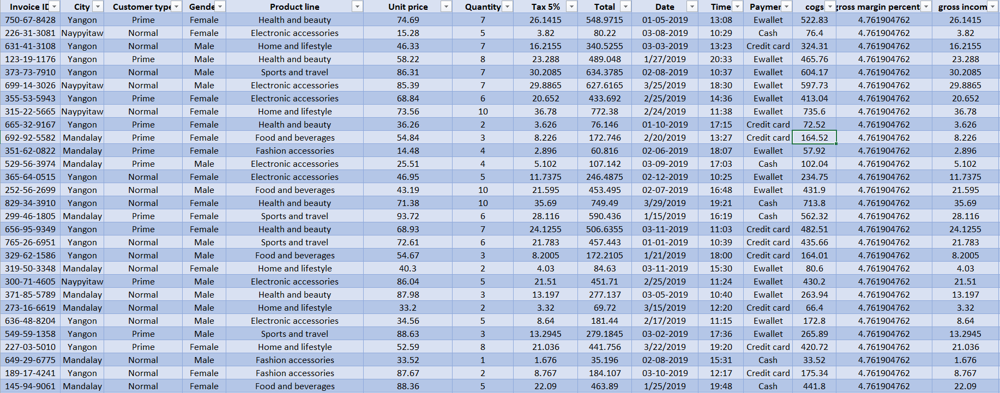 Invoice ID City Customer type Gende Product line Unit price Quantity Tax 5% Total Date Time Paymer cogs gross margin percent gross incom
750-67-8428 Yangon Prime Female Health and beauty 74.69 7 26.1415 548.9715 01-05-2019 13:08 Ewallet 522.83 4.761904762 26.1415
226-31-3081 Naypyitaw Normal Female Electronic accessories 15.28 5 3.82 80.22 03-08-2019 10:29 Cash 76.4 4.761904762 3.82
631-41-3108 Yangon Normal Male Home and lifestyle 46.33 7 16.2155 340.5255 03-03-2019 13:23 Credit card 324.31 4.761904762 16.2155
123-19-1176 Yangon Prime Male Health and beauty 58.22 8 23.288 489.048 1/27/2019 20:33 Ewallet 465.76 4.761904762 23.288
373-73-7910 Yangon Normal Male Sports and travel 86.31 7 30.2085 634.3785 02-08-2019 10:37 Ewallet 604.17 4.761904762 30.2085
699-14-3026 Naypyitaw Normal Male Electronic accessories 85.39 7 29.8865 627.6165 3/25/2019 18:30 Ewallet 597.73 4.761904762 29.8865
355-53-5943 Yangon Prime Female Electronic accessories 68.84 6 20.652 433.692 2/25/2019 14:36 Ewallet 413.04 4.761904762 20.652
315-22-5665 Naypyitaw Normal Female Home and lifestyle 73.56 10 36.78 772.38 2/24/2019 11:38 Ewallet 735.6 4.761904762 36.78
665-32-9167 Yangon Prime Female Health and beauty 36.26 2 3.626 76.146 01-10-2019 17:15 Credit card 72.52 4.761904762 3.626
692-92-5582 Mandalay Prime Female Food and beverages 54.84 3 8.226 172.746 2/20/2019 13:27 Credit card 164.52 4.761904762 8.226
351-62-0822 Mandalay Prime Female Fashion accessories 14.48 4 2.896 60.816 02-06-2019 18:07 Ewallet 57.92 4.761904762 2.896
529-56-3974 Mandalay Prime Male Electronic accessories 25.51 4 5.102 107.142 03-09-2019 17:03 Cash 102.04 4.761904762 5.102
365-64-0515 Yangon Normal Female Electronic accessories 46.95 5 11.7375 246.4875 02-12-2019 10:25 Ewallet 234.75 4.761904762 11.7375
252-56-2699 Yangon Normal Male Food and beverages 43.19 10 21.595 453.495 02-07-2019 16:48 Ewallet 431.9 4.761904762 21.595
829-34-3910 Yangon Normal Female Health and beauty 71.38 10 35.69 749.49 3/29/2019 19:21 Cash 713.8 4.761904762 35.69
299-46-1805 Mandalay Prime Female Sports and travel 93.72 6 28.116 590.436 1/15/2019 16:19 Cash 562.32 4.761904762 28.116
656-95-9349 Yangon Prime Female Health and beauty 68.93 7 24.1255 506.6355 03-11-2019 11:03 Credit card 482.51 4.761904762 24.1255
765-26-6951 Yangon Normal Male Sports and travel 72.61 6 21.783 457.443 01-01-2019 10:39 Credit card 435.66 4.761904762 21.783
329-62-1586 Yangon Normal Male Food and beverages 54.67 3 8.2005 172.2105 1/21/2019 18:00 Credit card 164.01 4.761904762 8.2005
319-50-3348 Mandalay Normal Female Home and lifestyle 40.3 2 4.03 84.63 03-11-2019 15:30 Ewallet 80.6 4.761904762 4.03
300-71-4605 Naypyitaw Prime Male Electronic accessories 86.04 5 21.51 451.71 2/25/2019 11:24 Ewallet 430.2 4.761904762 21.51
371-85-5789 Mandalay Normal Male Health and beauty 87.98 3 13.197 277.137 03-05-2019 10:40 Ewallet 263.94 4.761904762 13.197
273-16-6619 Mandalay Normal Male Home and lifestyle 33.2 2 3.32 69.72 3/15/2019 12:20 Credit card 66.4 4.761904762 3.32
636-48-8204 Yangon Normal Male Electronic accessories 34.56 5 8.64 181.44 2/17/2019 11:15 Ewallet 172.8 4.761904762 8.64
549-59-1358 Yangon Prime Male Sports and travel 88.63 3 13.2945 279.1845 03-02-2019 17:36 Ewallet 265.89 4.761904762 13.2945
227-03-5010 Yangon Prime Female Home and lifestyle 52.59 8 21.036 441.756 3/22/2019 19:20 Credit card 420.72 4.761904762 21.036
649-29-6775 Mandalay Normal Male Fashion accessories 33.52 1 1.676 35.196 02-08-2019 15:31 Cash 33.52 4.761904762 1.676
189-17-4241 Yangon Normal Female Fashion accessories 87.67 2 8.767 184.107 03-10-2019 12:17 Credit card 175.34 4.761904762 8.767
145-94-9061 Mandalay Normal Female Food and beverages 88.36 5 22.09 463.89 1/25/2019 19:48 Cash 441.8 4.761904762 22.09